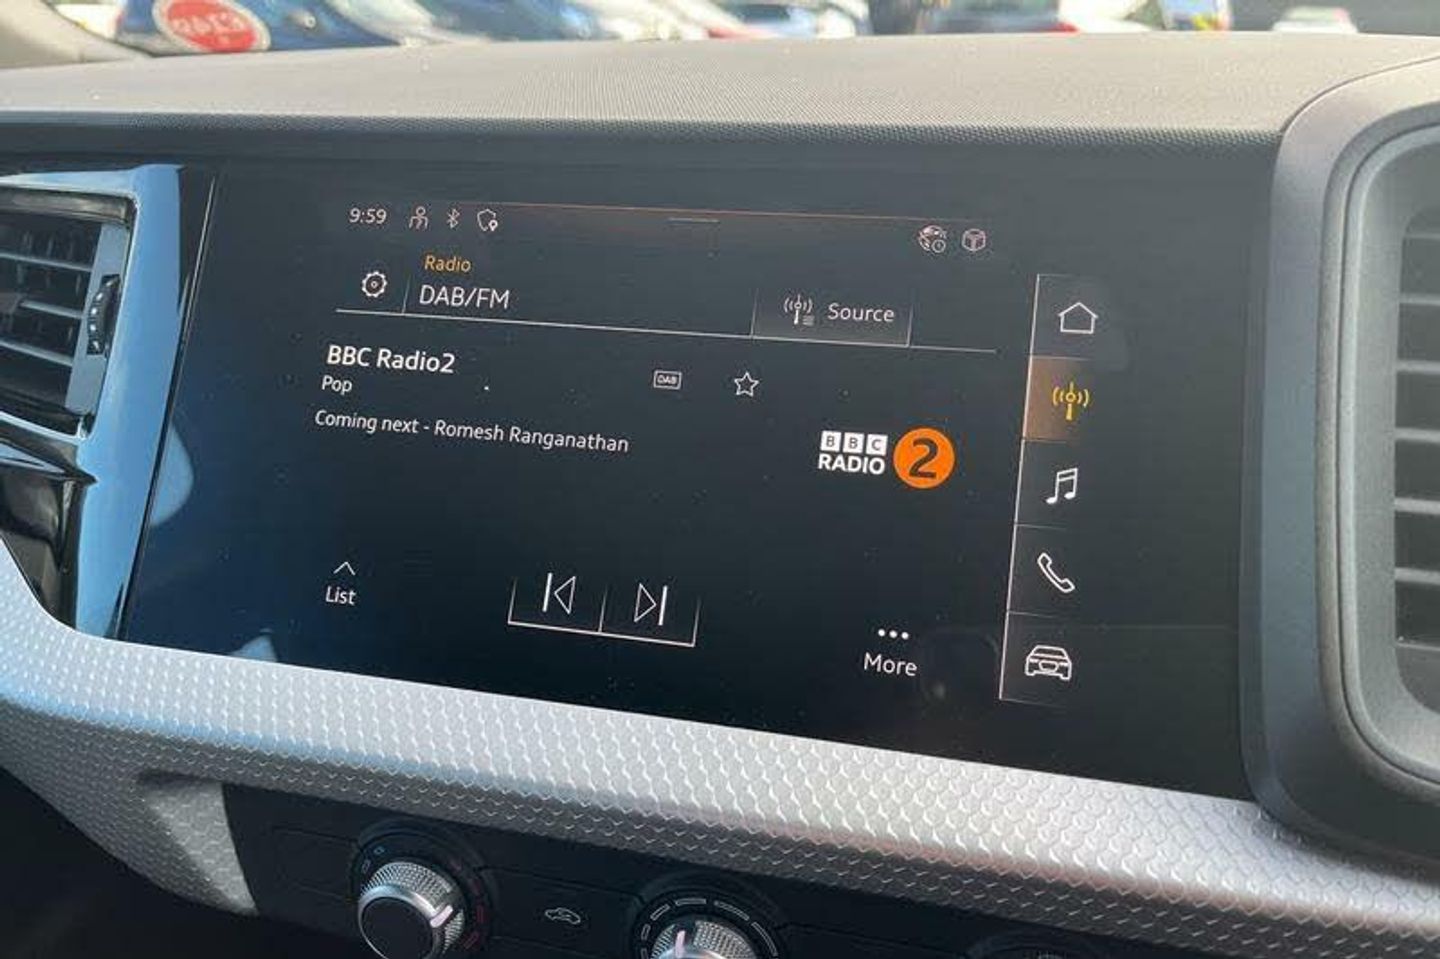 9:59
Radio
DAB/FM
Source
BBC Radio2
Pop
DAB
Coming next - Romesh Ranganathan
BBC
RADIO 2
List
More